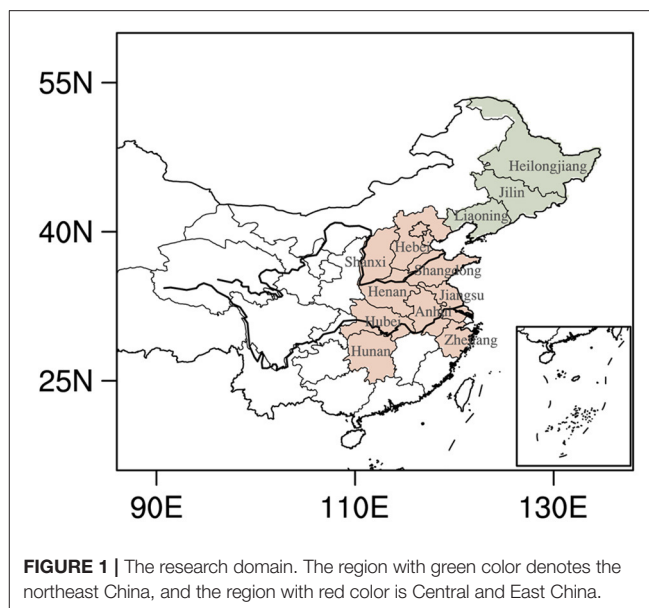 55N
40N
25N
90E
110E
130E
Heilongjiang
Jilin
Liaoning
Hebei
Shanxi
Shangdong
Henan
Jiangsu
Anhui
Hubei
Zhejiang
Hunan
FIGURE 1 | The research domain. The region with green color denotes the
northeast China, and the region with red color is Central and East China.